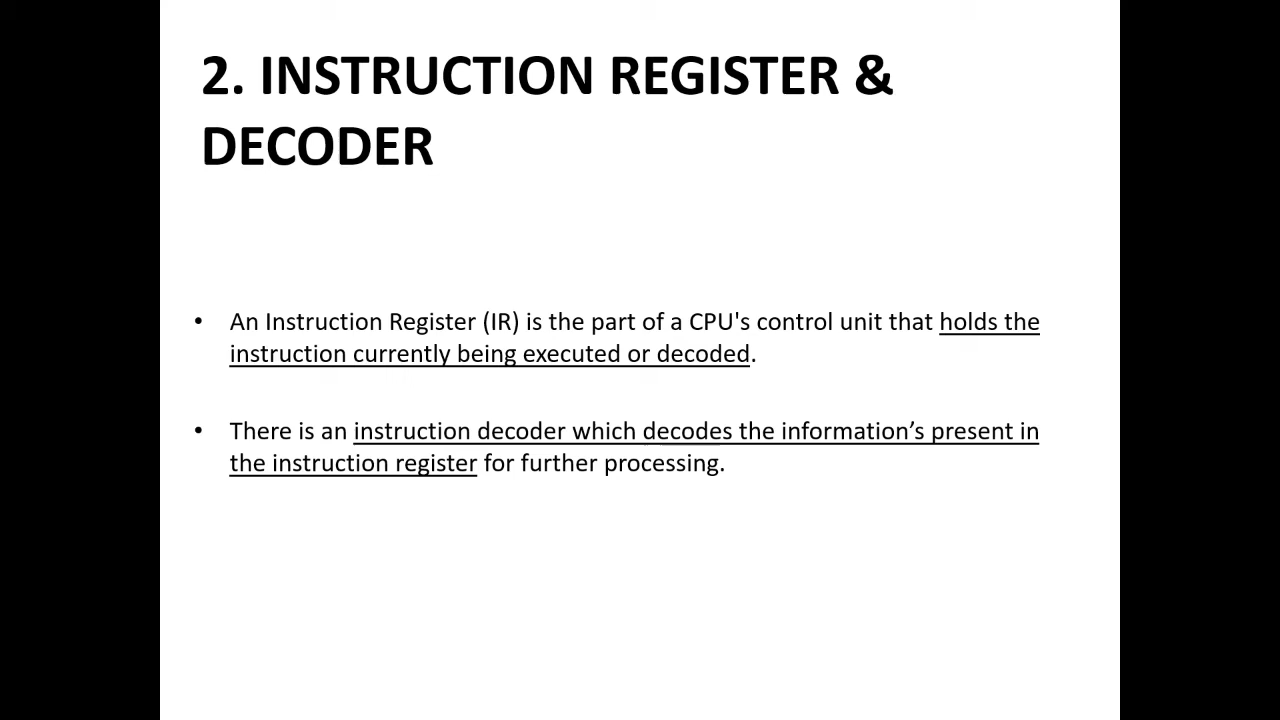 2. INSTRUCTION REGISTER &
DECODER
• An Instruction Register (IR) is the part of a CPU's control unit that holds the
instruction currently being executed or decoded.
• There is an instruction decoder which decodes the information’s present in
the instruction register for further processing.